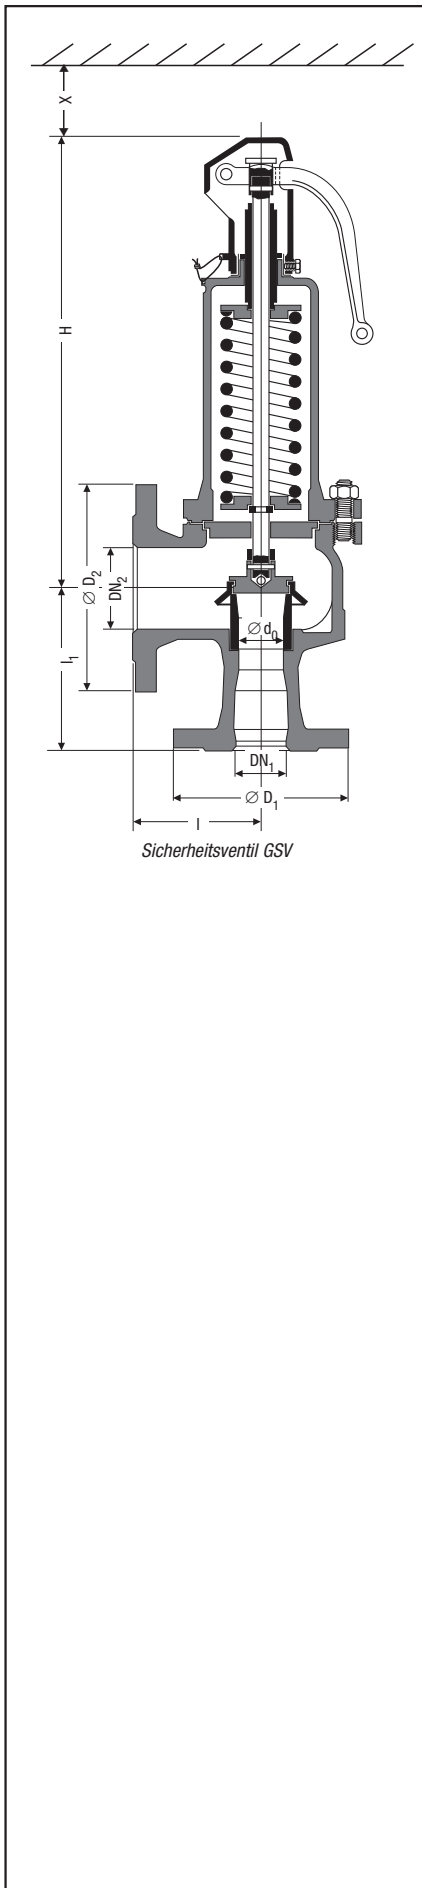 X
H
Ø D₂
DN₂
l₁
Ø d₀
DN₁
Ø D₁
l
Sicherheitsventil GSV